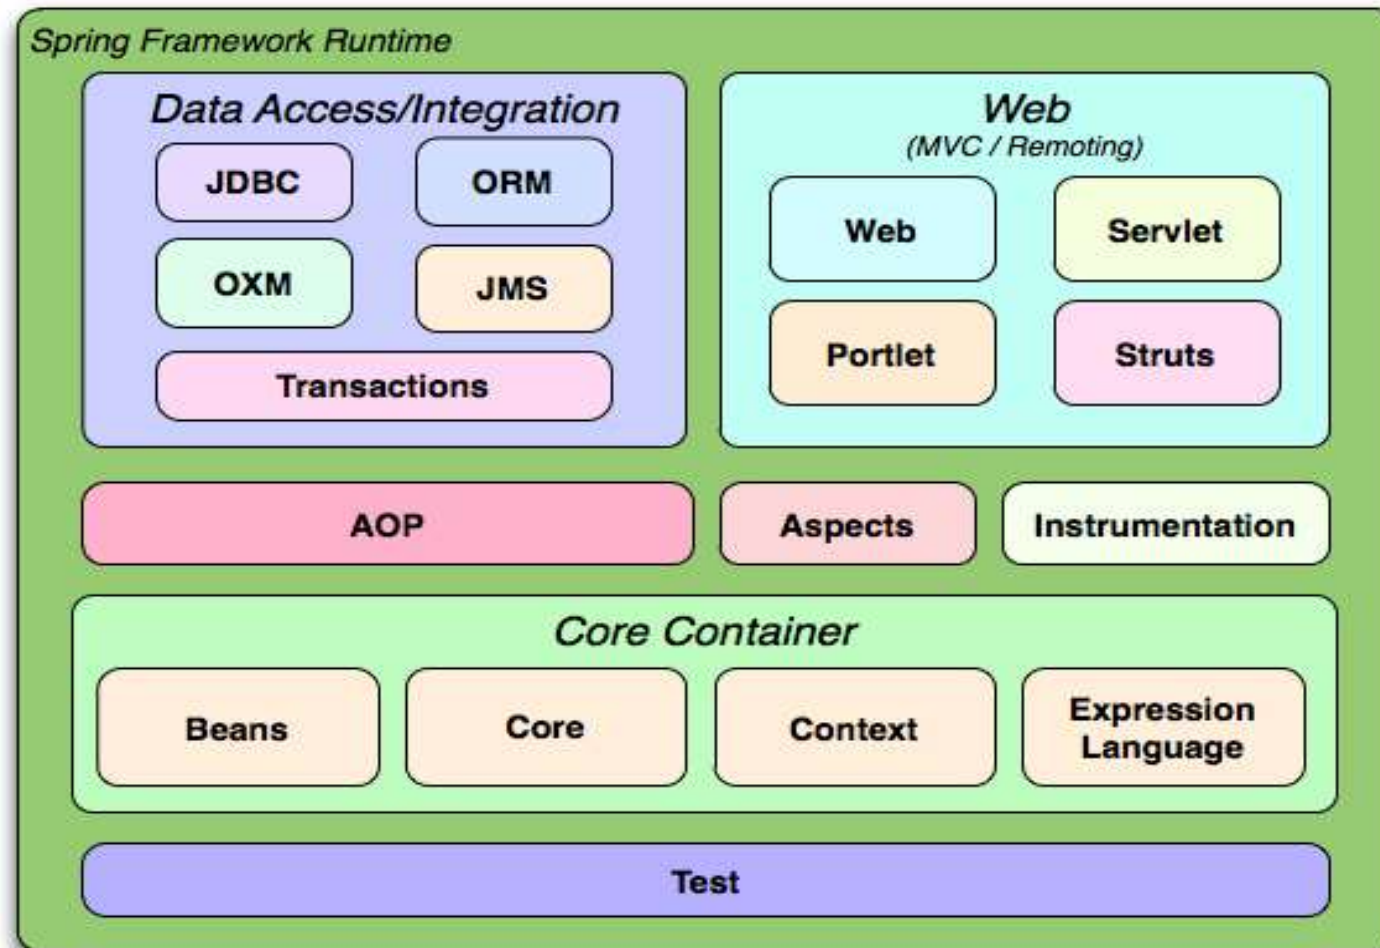 Spring Framework Runtime
Data Access/Integration
JDBC
ORM
OXM
JMS
Transactions
Web
(MVC / Remoting)
Web
Servlet
Portlet
Struts
AOP
Aspects
Instrumentation
Core Container
Beans
Core
Context
Expression
Language
Test